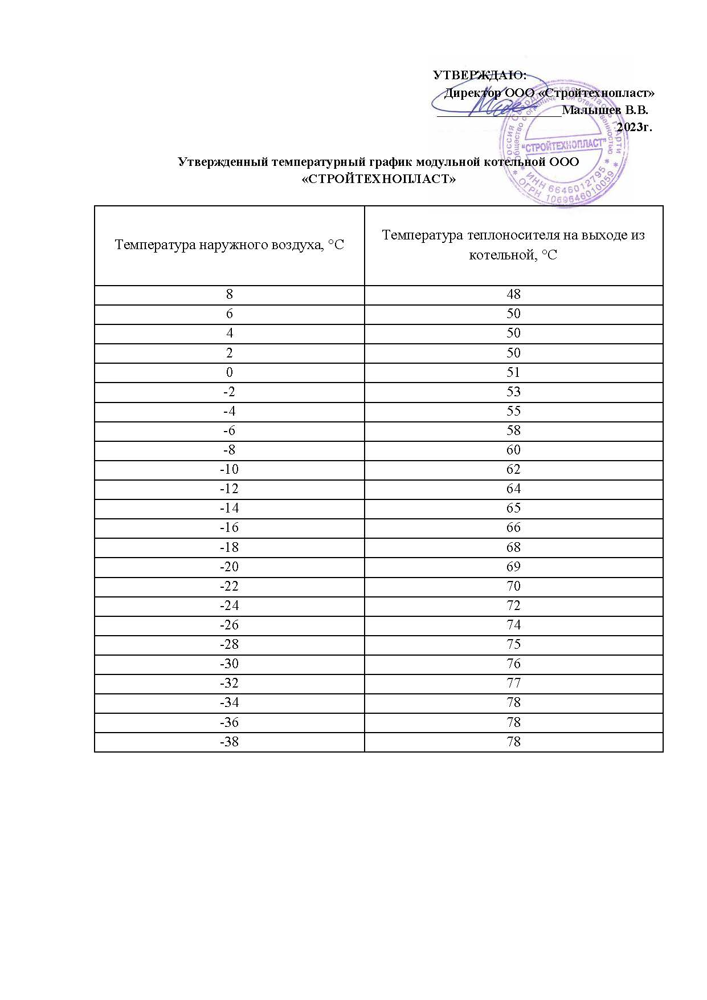 УТВЕРЖДАЮ:
Директор ООО «Стройтехнопласт»
____________________Малышев В.В.
2023г.
Россия Свердловская область г.Арти
Общество с ограниченной ответственностью
"СТРОЙТЕХНОПЛАСТ"
* ИНН 6646012795 *
* ОГРН 1069646010059 *
Утвержденный температурный график модульной котельной ООО
«СТРОЙТЕХНОПЛАСТ»
Температура наружного воздуха, °С
Температура теплоносителя на выходе из
котельной, °С
8 48
6 50
4 50
2 50
0 51
-2 53
-4 55
-6 58
-8 60
-10 62
-12 64
-14 65
-16 66
-18 68
-20 69
-22 70
-24 72
-26 74
-28 75
-30 76
-32 77
-34 78
-36 78
-38 78